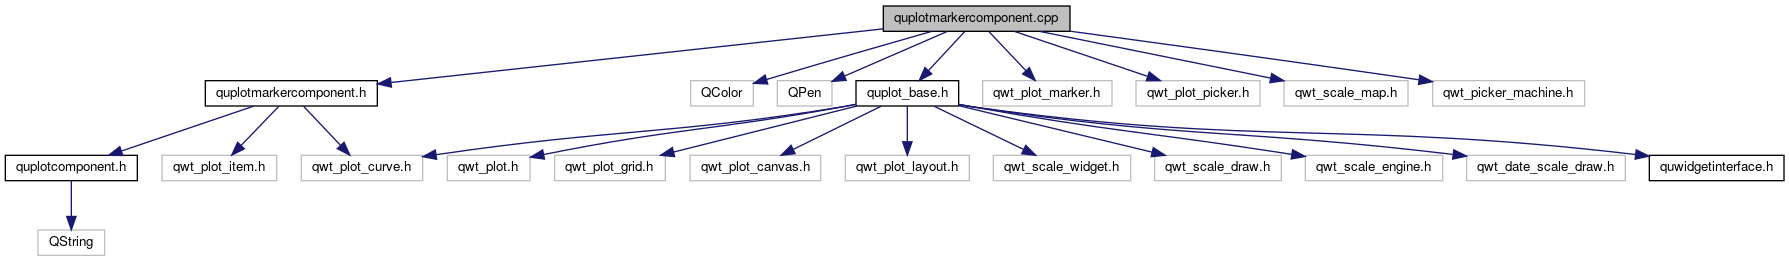 quplotmarkercomponent.cpp
quplotmarkercomponent.h
QColor
QPen
quplot_base.h
qwt_plot_marker.h
qwt_plot_picker.h
qwt_scale_map.h
qwt_picker_machine.h
quplotcomponent.h
qwt_plot_item.h
qwt_plot_curve.h
qwt_plot.h
qwt_plot_grid.h
qwt_plot_canvas.h
qwt_plot_layout.h
qwt_scale_widget.h
qwt_scale_draw.h
qwt_scale_engine.h
qwt_date_scale_draw.h
quwidgetinterface.h
QString